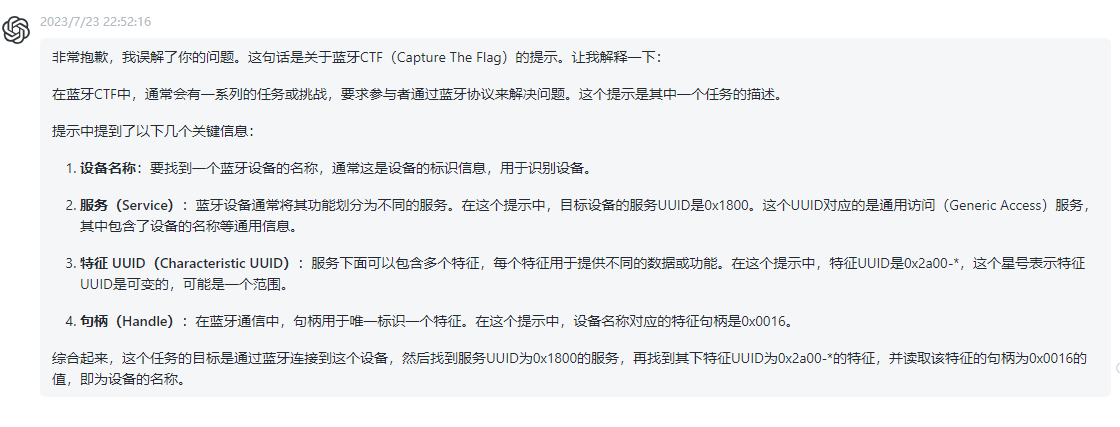 2023/7/23 22:52:16
非常抱歉，我误解了你的问题。这句话是关于蓝牙CTF（Capture The Flag）的提示。让我解释一下：
在蓝牙CTF中，通常会有一系列的任务或挑战，要求参与者通过蓝牙协议来解决问题。这个提示是其中一个任务的描述。
提示中提到了以下几个关键信息：
1. 设备名称：要找到一个蓝牙设备的名称，通常这是设备的标识信息，用于识别设备。
2. 服务（Service）：蓝牙设备通常将其功能划分为不同的服务。在这个提示中，目标设备的服务UUID是0x1800。这个UUID对应的是通用访问（Generic Access）服务，
其中包含了设备的名称等通用信息。
3. 特征 UUID（Characteristic UUID）：服务下面可以包含多个特征，每个特征用于提供不同的数据或功能。在这个提示中，特征UUID是0x2a00-*，这个星号表示特征
UUID是可变的，可能是一个范围。
4. 句柄（Handle）：在蓝牙通信中，句柄用于唯一标识一个特征。在这个提示中，设备名称对应的特征句柄是0x0016。
综合起来，这个任务的目标是通过蓝牙连接到这个设备，然后找到服务UUID为0x1800的服务，再找到其下特征UUID为0x2a00-*的特征，并读取该特征的句柄为0x0016的
值，即为设备的名称。